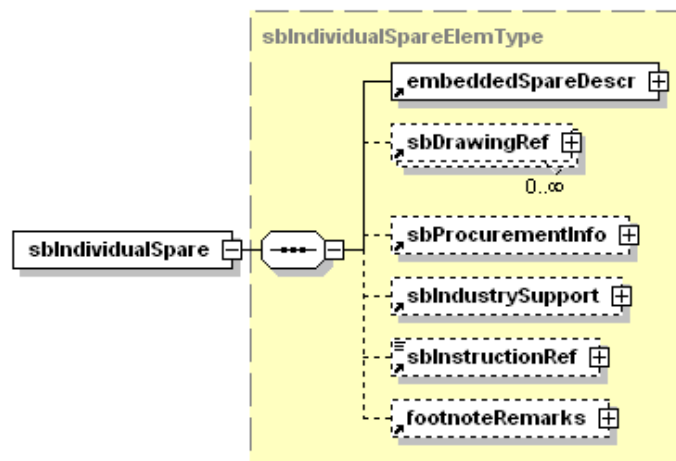 sbIndividualSpareElemType
embeddedSpareDescr
sbDrawingRef
0..∞
sbProcurementInfo
sbIndividualSpare
sbIndustrySupport
sbInstructionRef
footnoteRemarks